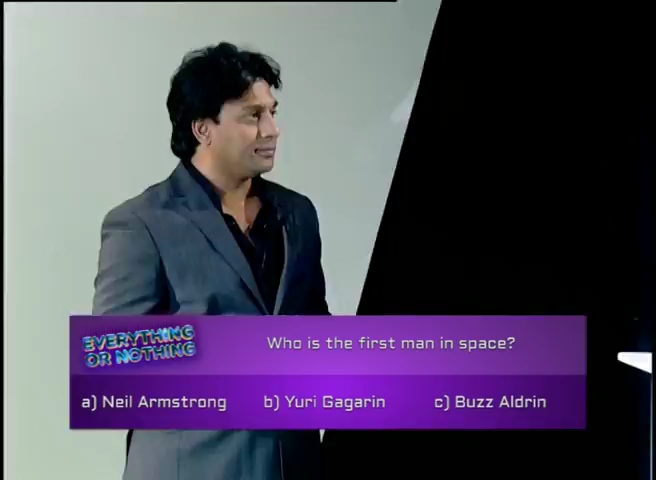 EVERYTHING
OR NOTHING
Who is the first man in space?
a) Neil Armstrong b) Yuri Gagarin c) Buzz Aldrin